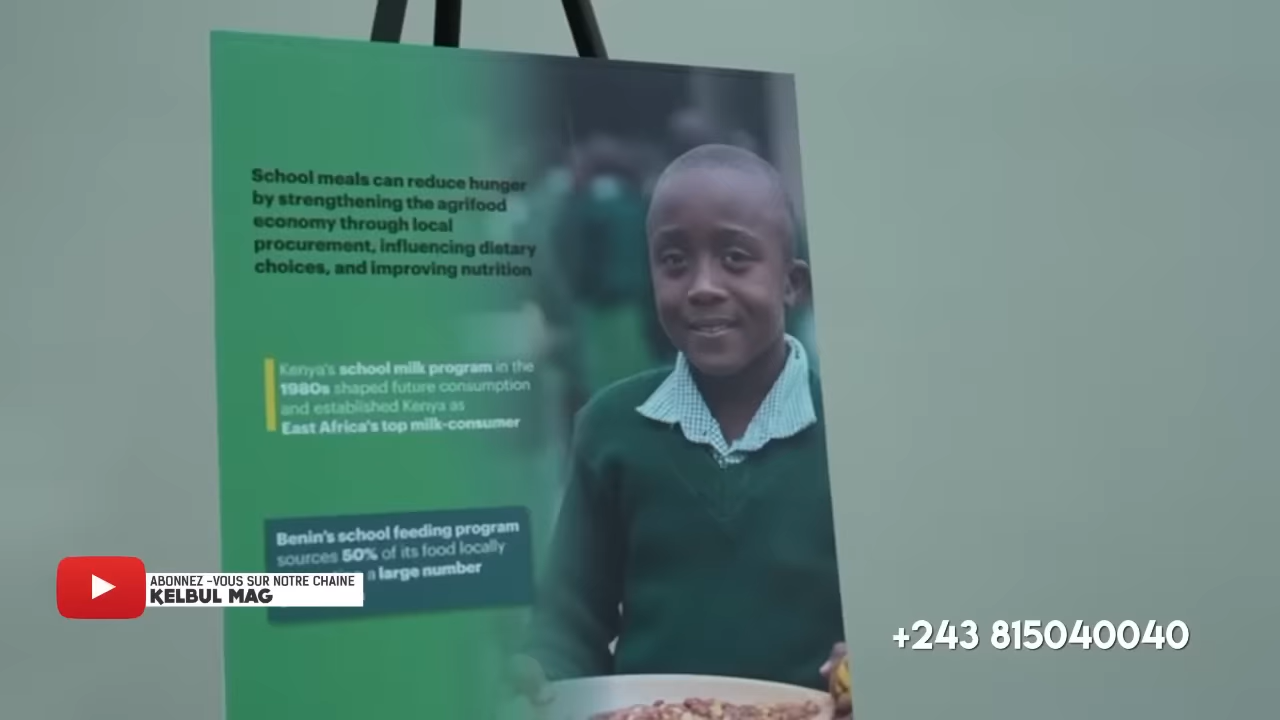 School meals can reduce hunger
by strengthening the agrifood
economy through local
procurement, influencing dietary
choices, and improving nutrition
Kenya's school milk program in the
1980s shaped future consumption
and established Kenya as
East Africa's top milk-consumer
Benin's school feeding program
sources 50% of its food locally
a large number
ABONNEZ -VOUS SUR NOTRE CHAINE
KELBUL MAG
+243 815040040